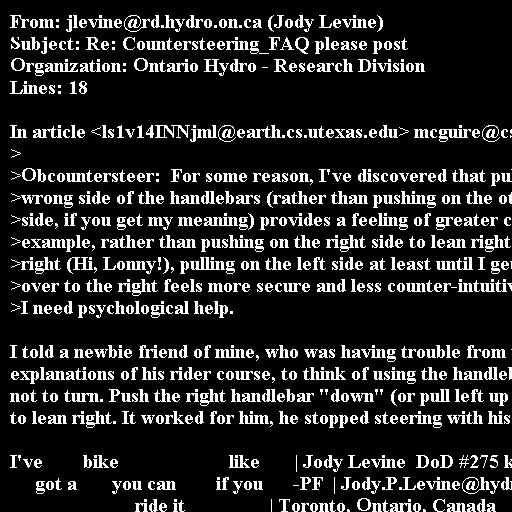 From: jlevine@rd.hydro.on.ca (Jody Levine)
Subject: Re: Countersteering_FAQ please post
Organization: Ontario Hydro - Research Division
Lines: 18

In article <ls1v14INNjml@earth.cs.utexas.edu> mcguire@cs
>
>Obcountersteer:  For some reason, I've discovered that pul
>wrong side of the handlebars (rather than pushing on the ot
>side, if you get my meaning) provides a feeling of greater c
>example, rather than pushing on the right side to lean right
>right (Hi, Lonny!), pulling on the left side at least until I get
>over to the right feels more secure and less counter-intuitiv
>I need psychological help.

I told a newbie friend of mine, who was having trouble from
explanations of his rider course, to think of using the handleb
not to turn. Push the right handlebar "down" (or pull left up
to lean right. It worked for him, he stopped steering with his

I've bike like | Jody Levine DoD #275 k
got a you can if you -PF | Jody.P.Levine@hydr
ride it | Toronto, Ontario, Canada